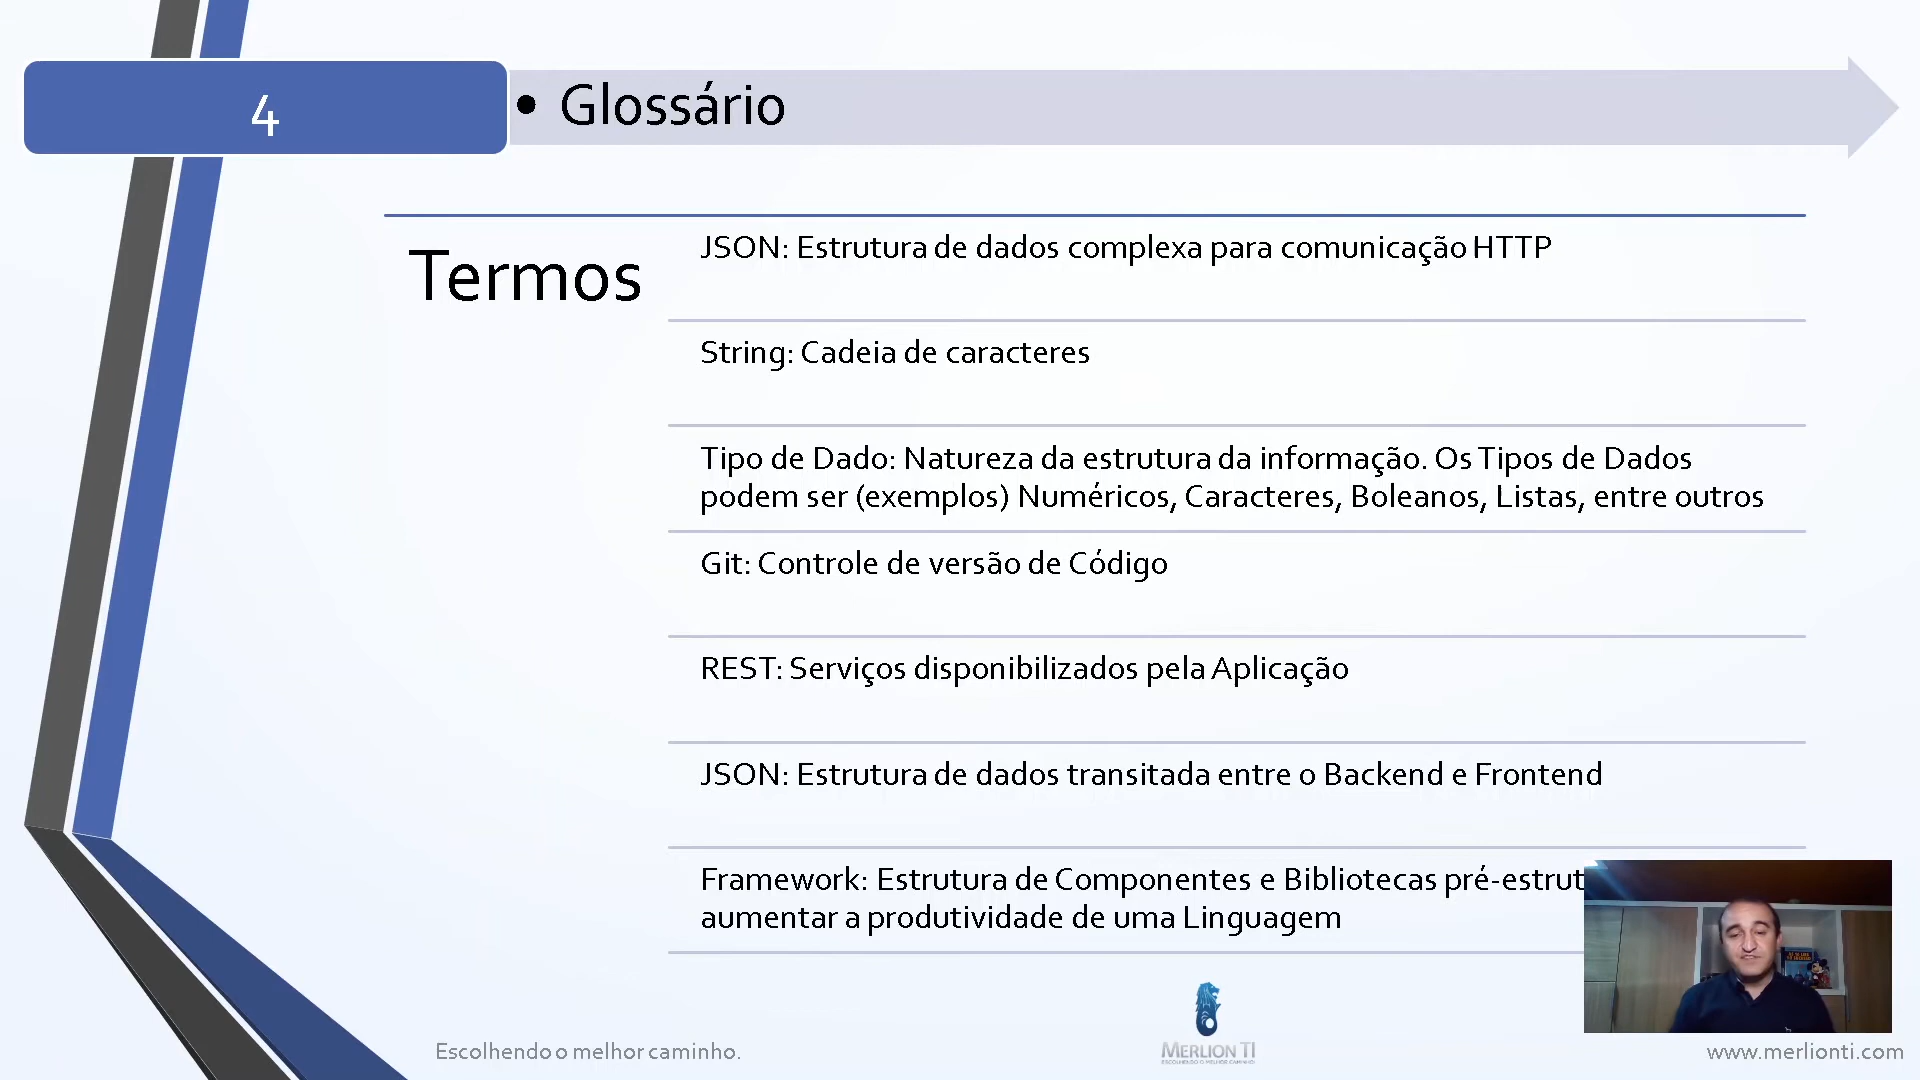 4
• Glossário
Termos
JSON: Estrutura de dados complexa para comunicação HTTP
String: Cadeia de caracteres
Tipo de Dado: Natureza da estrutura da informação. Os Tipos de Dados
podem ser (exemplos) Numéricos, Caracteres, Boleanos, Listas, entre outros
Git: Controle de versão de Código
REST: Serviços disponibilizados pela Aplicação
JSON: Estrutura de dados transitada entre o Backend e Frontend
Framework: Estrutura de Componentes e Bibliotecas pré-estrut
aumentar a produtividade de uma Linguagem
Escolhendo o melhor caminho.
MERLION TI
ESCOLHENDO O MELHOR CAMINHO.
www.merlionti.com